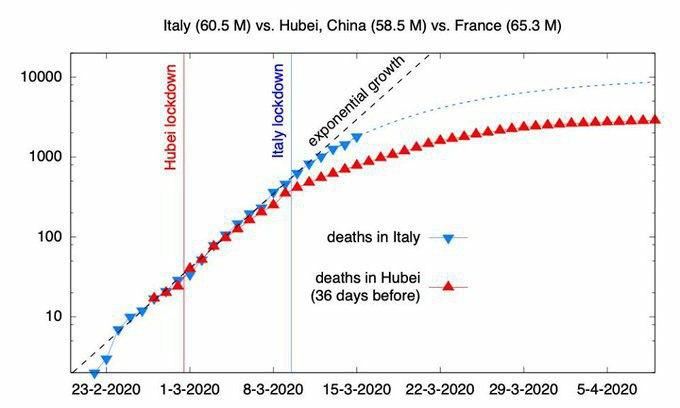 Italy (60.5 M) vs. Hubei, China (58.5 M) vs. France (65.3 M)
10000
1000
100
10
Hubei lockdown
Italy lockdown
exponential growth
deaths in Italy
deaths in Hubei
(36 days before)
23-2-2020
1-3-2020
8-3-2020
15-3-2020
22-3-2020
29-3-2020
5-4-2020